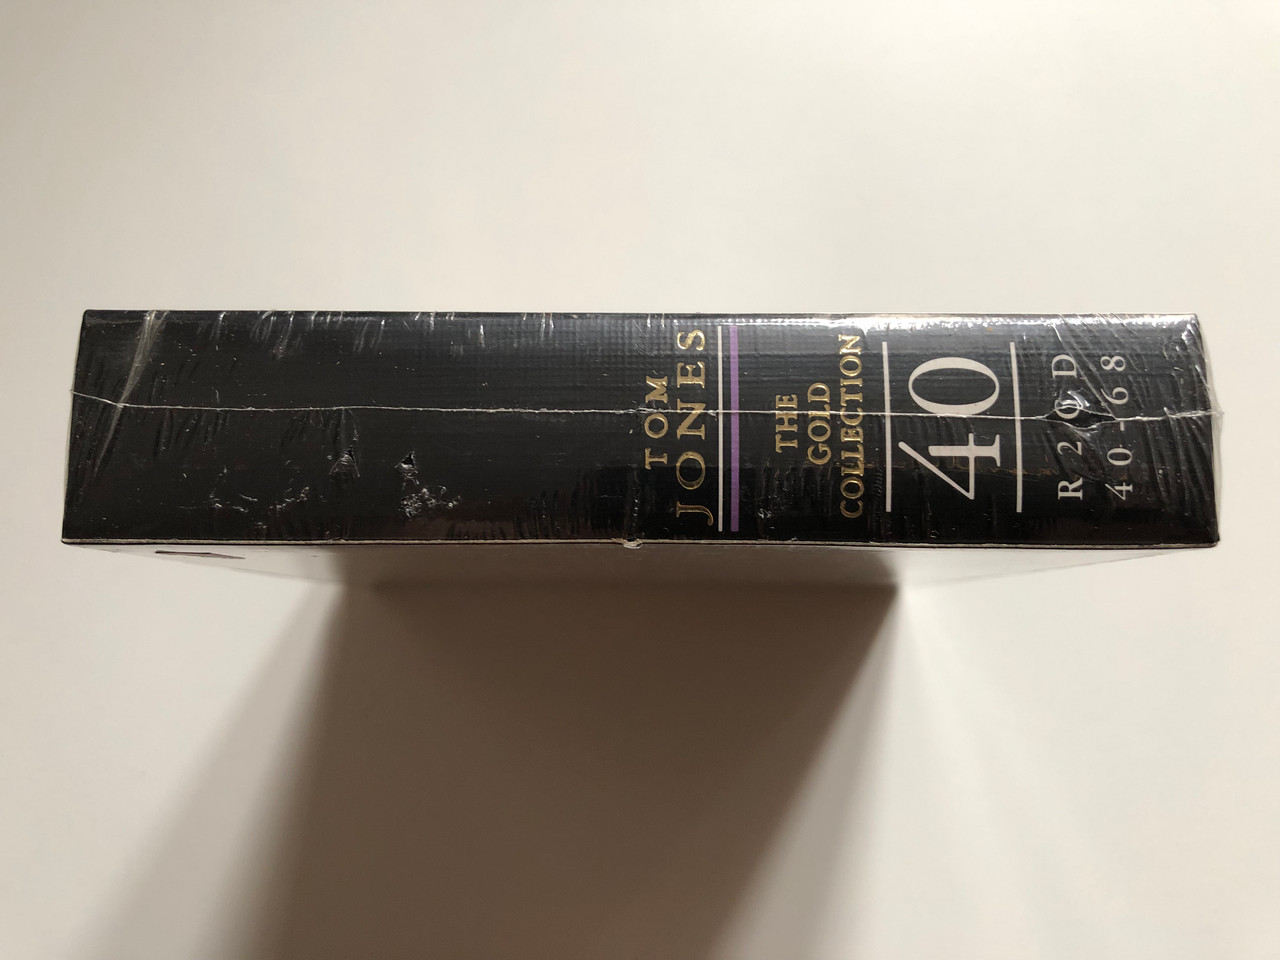 TOM
JONES
THE
GOLD
COLLECTION
40
R2CD
40-68